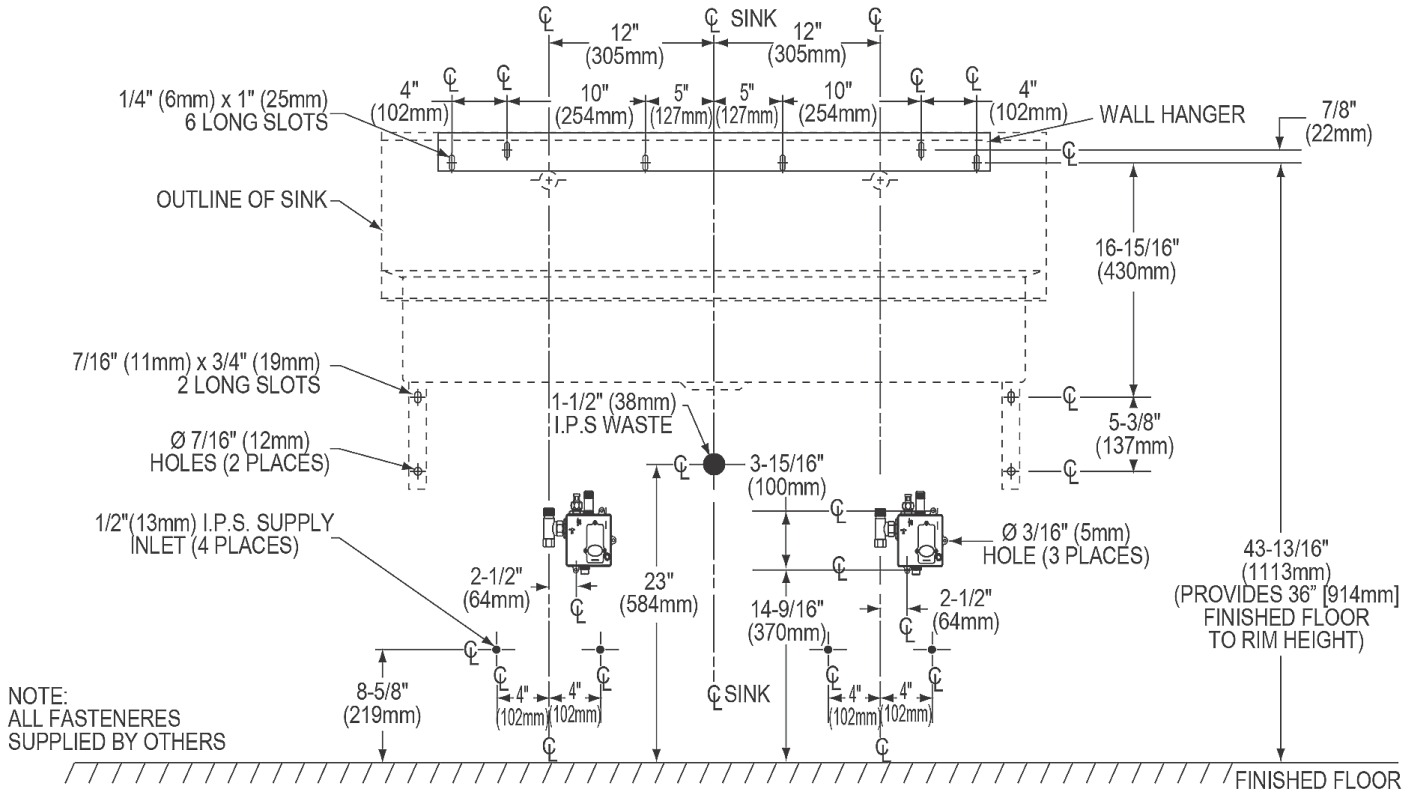 ℄
℄ SINK
℄
12"
(305mm)
12"
(305mm)
℄
℄
℄
℄
4"
(102mm)
10"
(254mm)
5"
(127mm)
5"
(127mm)
10"
(254mm)
4"
(102mm)
1/4" (6mm) x 1" (25mm)
6 LONG SLOTS
WALL HANGER
7/8"
(22mm)
℄
OUTLINE OF SINK
16-15/16"
(430mm)
7/16" (11mm) x 3/4" (19mm)
2 LONG SLOTS
℄
1-1/2" (38mm)
I.P.S WASTE
5-3/8"
(137mm)
Ø 7/16" (12mm)
HOLES (2 PLACES)
℄
℄
3-15/16"
(100mm)
℄
1/2"(13mm) I.P.S. SUPPLY
INLET (4 PLACES)
Ø 3/16" (5mm)
HOLE (3 PLACES)
℄
43-13/16"
(1113mm)
(PROVIDES 36” [914mm]
FINISHED FLOOR
TO RIM HEIGHT)
2-1/2"
(64mm)
℄
23"
(584mm)
14-9/16"
(370mm)
2-1/2"
(64mm)
℄
℄
℄
℄
℄
℄
8-5/8"
(219mm)
4"
(102mm)
4"
(102mm)
℄ SINK
4"
(102mm)
4"
(102mm)
NOTE:
ALL FASTENERES
SUPPLIED BY OTHERS
℄
℄
FINISHED FLOOR